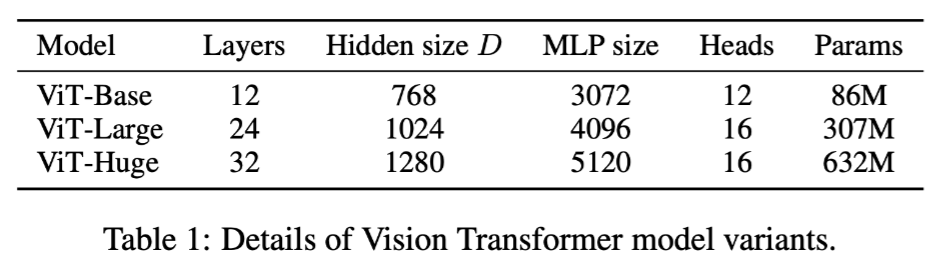 Model Layers Hidden size D MLP size Heads Params
ViT-Base 12 768 3072 12 86M
ViT-Large 24 1024 4096 16 307M
ViT-Huge 32 1280 5120 16 632M
Table 1: Details of Vision Transformer model variants.